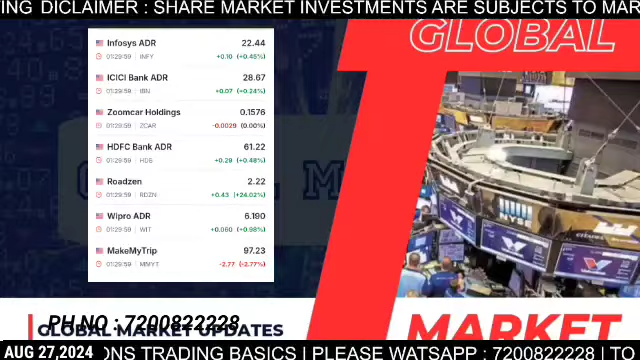 ING DICLAIMER : SHARE MARKET INVESTMENTS ARE SUBJECTS TO MAR
GLOBAL
Infosys ADR 22.44
01:29:59 | INFY +0.10 (+0.45%)
ICICI Bank ADR 28.67
01:29:59 | IBN +0.07 (+0.24%)
Zoomcar Holdings 0.1576
01:29:59 | ZCAR -0.0029 (0.00%)
HDFC Bank ADR 61.22
01:29:59 | HDB +0.29 (+0.48%)
Roadzen 2.22
01:29:59 | RDZN +0.43 (+24.02%)
Wipro ADR 6.190
01:29:59 | WIT +0.060 (+0.98%)
MakeMyTrip 97.23
01:29:59 | MMYT -2.77 (-2.77%)
PH NO : 7200822228
GLOBAL MARKET UPDATES
MARKET
AUG 27,2024
ONS TRADING BASICS | PLEASE WATSAPP : 7200822228 | TO